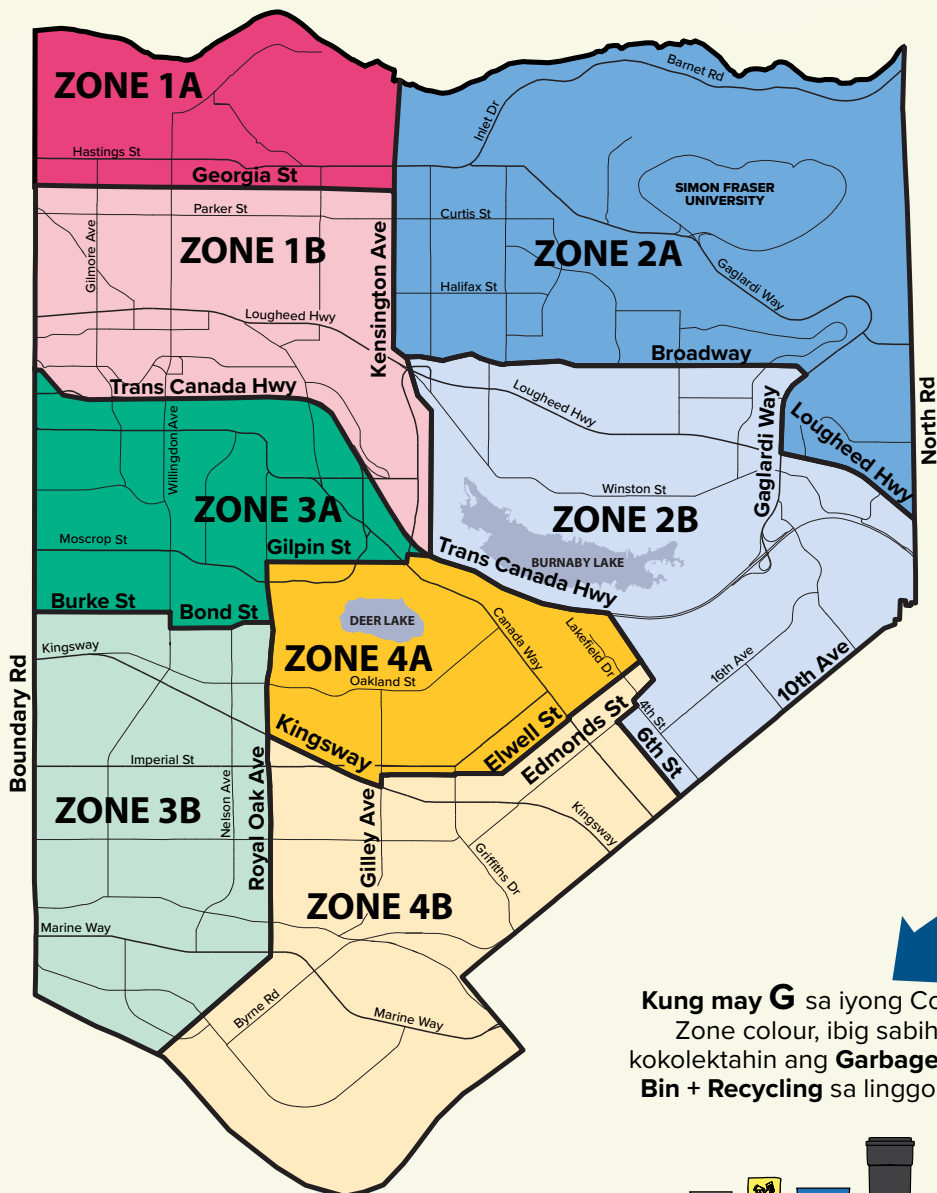 Barnet Rd
ZONE 1A
Inlet Dr
Hastings St
Georgia St
SIMON FRASER
UNIVERSITY
Parker St
Curtis St
Gilmore Ave
ZONE 1B
Kensington Ave
ZONE 2A
Gaglardi Way
Halifax St
Lougheed Hwy
Broadway
Trans Canada Hwy
Lougheed Hwy
Gaglardi Way
Lougheed Hwy
North Rd
Willingdon Ave
Winston St
ZONE 3A
ZONE 2B
Moscrop St
Gilpin St
Trans Canada Hwy
BURNABY LAKE
Burke St
Bond St
DEER LAKE
Canada Way
Lakefield Dr
Kingsway
ZONE 4A
Oakland St
16th Ave
10th Ave
Boundary Rd
Kingsway
Elwell St
Edmonds St
4th St
6th St
Imperial St
Nelson Ave
Royal Oak Ave
ZONE 3B
Gilley Ave
Kingsway
Griffiths Dr
ZONE 4B
Marine Way
Byrne Rd
Marine Way
Kung may G sa iyong Co
Zone colour, ibig sabih
kokolektahin ang Garbage
Bin + Recycling sa linggo